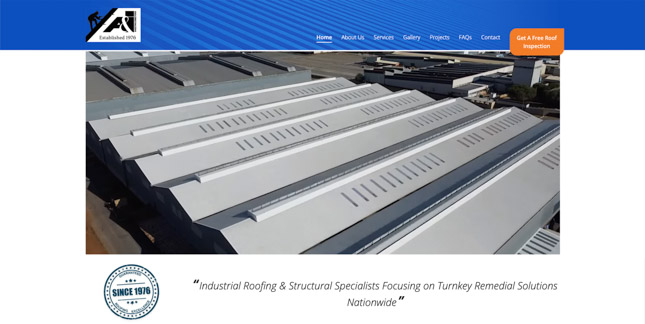 A&I
Established 1976
Home About Us Services Gallery Projects FAQs Contact
Get A Free Roof
Inspection
SINCE 1976
“Industrial Roofing & Structural Specialists Focusing on Turnkey Remedial Solutions
Nationwide”